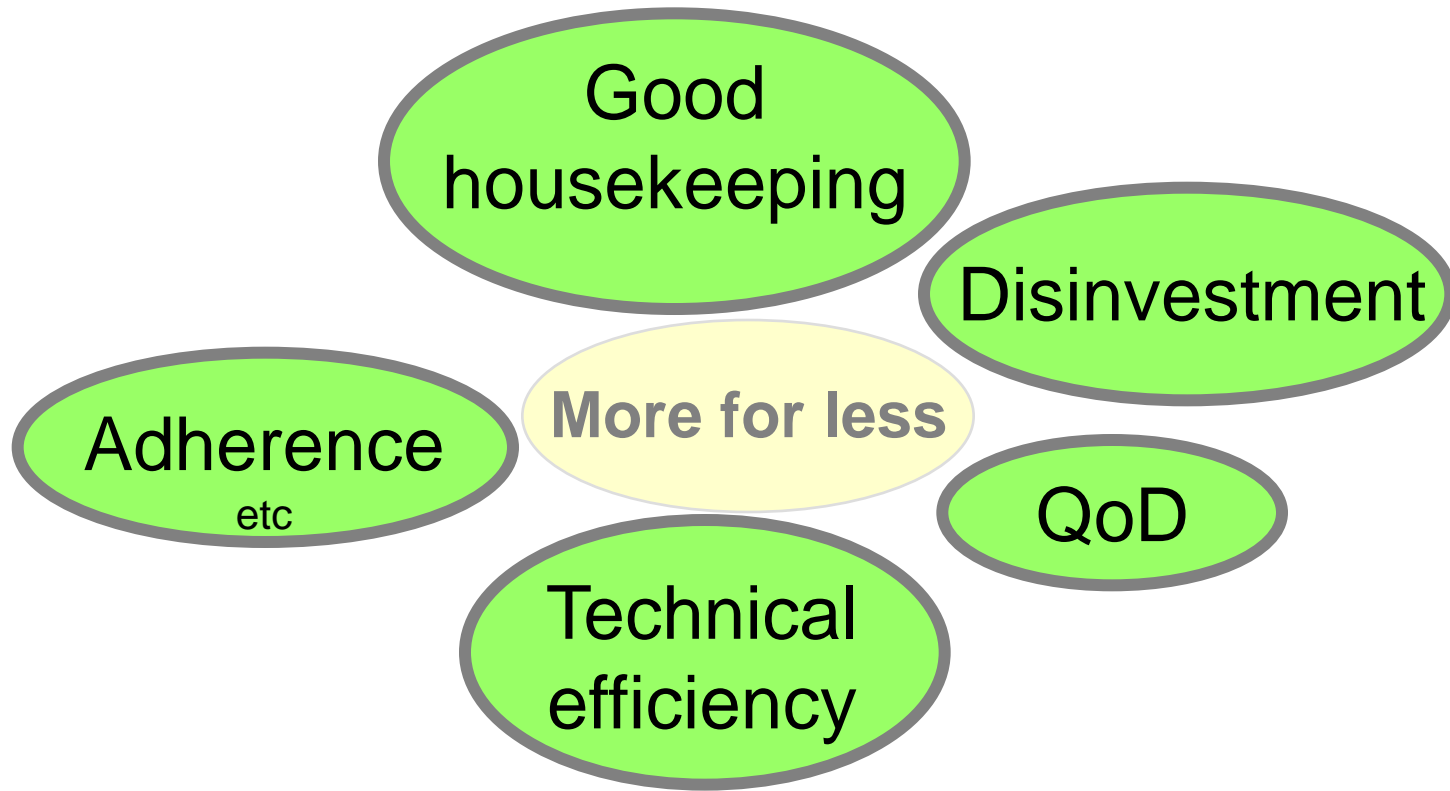 Good
housekeeping
Disinvestment
More for less
Adherence
etc
QoD
Technical
efficiency